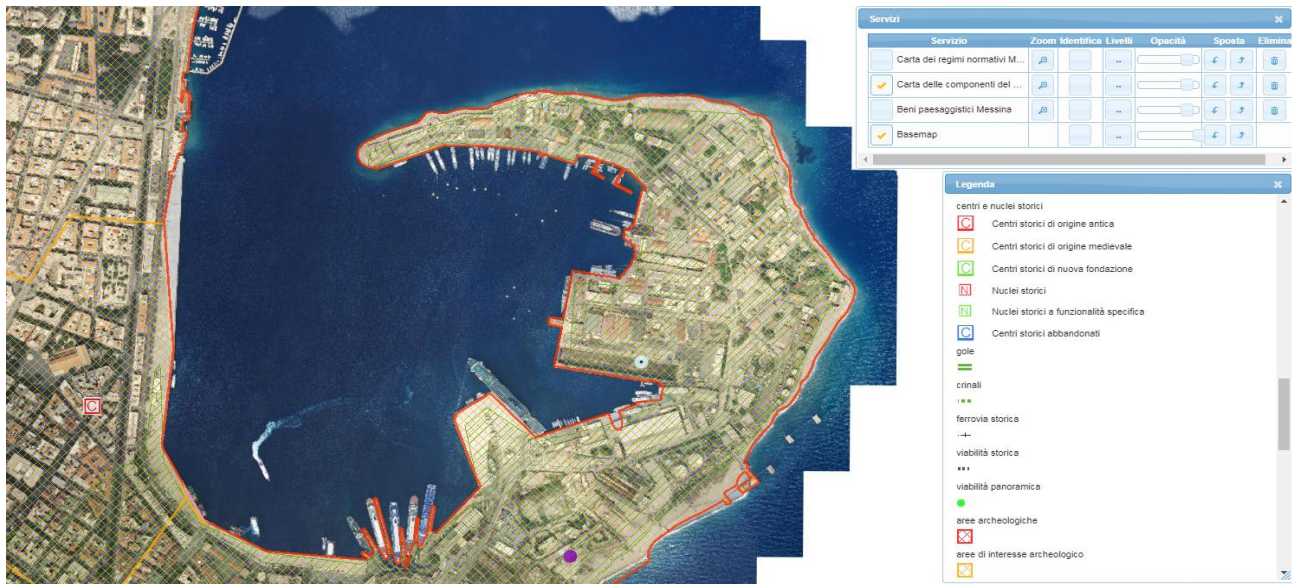 Servizi
Servizio Zoom Identifica Livelli Opacità Sposta Elimina
Carta dei regimi normativi M... ..
Carta delle componenti del ... ..
Beni paesaggistici Messina ..
Basemap ..
Legenda
centri e nuclei storici
C Centri storici di origine antica
C Centri storici di origine medievale
C Centri storici di nuova fondazione
N Nuclei storici
N Nuclei storici a funzionalità specifica
C Centri storici abbandonati
gole
crinali
ferrovia storica
viabilità storica
viabilità panoramica
aree archeologiche
aree di interesse archeologico
C